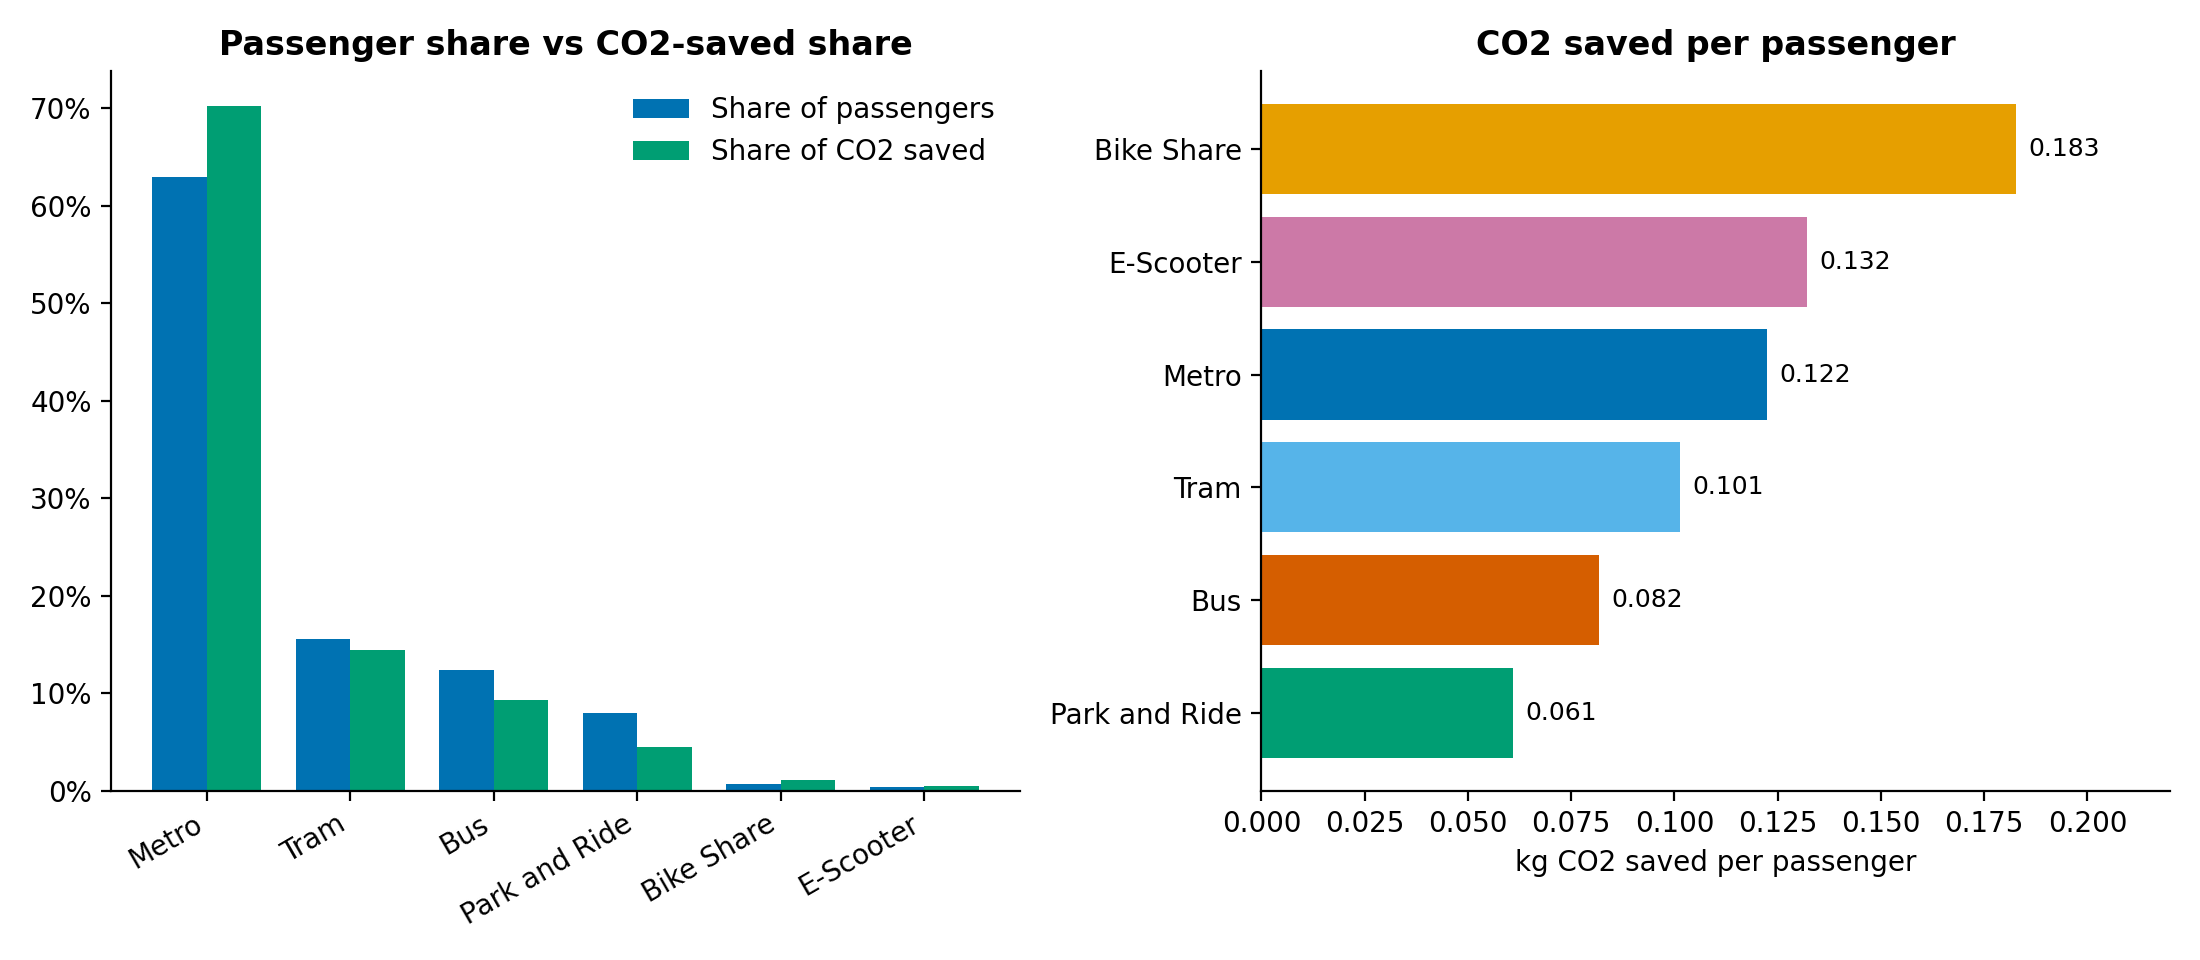 Passenger share vs CO2-saved share
70%
60%
50%
40%
30%
20%
10%
0%
Share of passengers
Share of CO2 saved
Metro
Tram
Bus
Park and Ride
Bike Share
E-Scooter
CO2 saved per passenger
Bike Share
0.183
E-Scooter
0.132
Metro
0.122
Tram
0.101
Bus
0.082
Park and Ride
0.061
0.000 0.025 0.050 0.075 0.100 0.125 0.150 0.175 0.200
kg CO2 saved per passenger